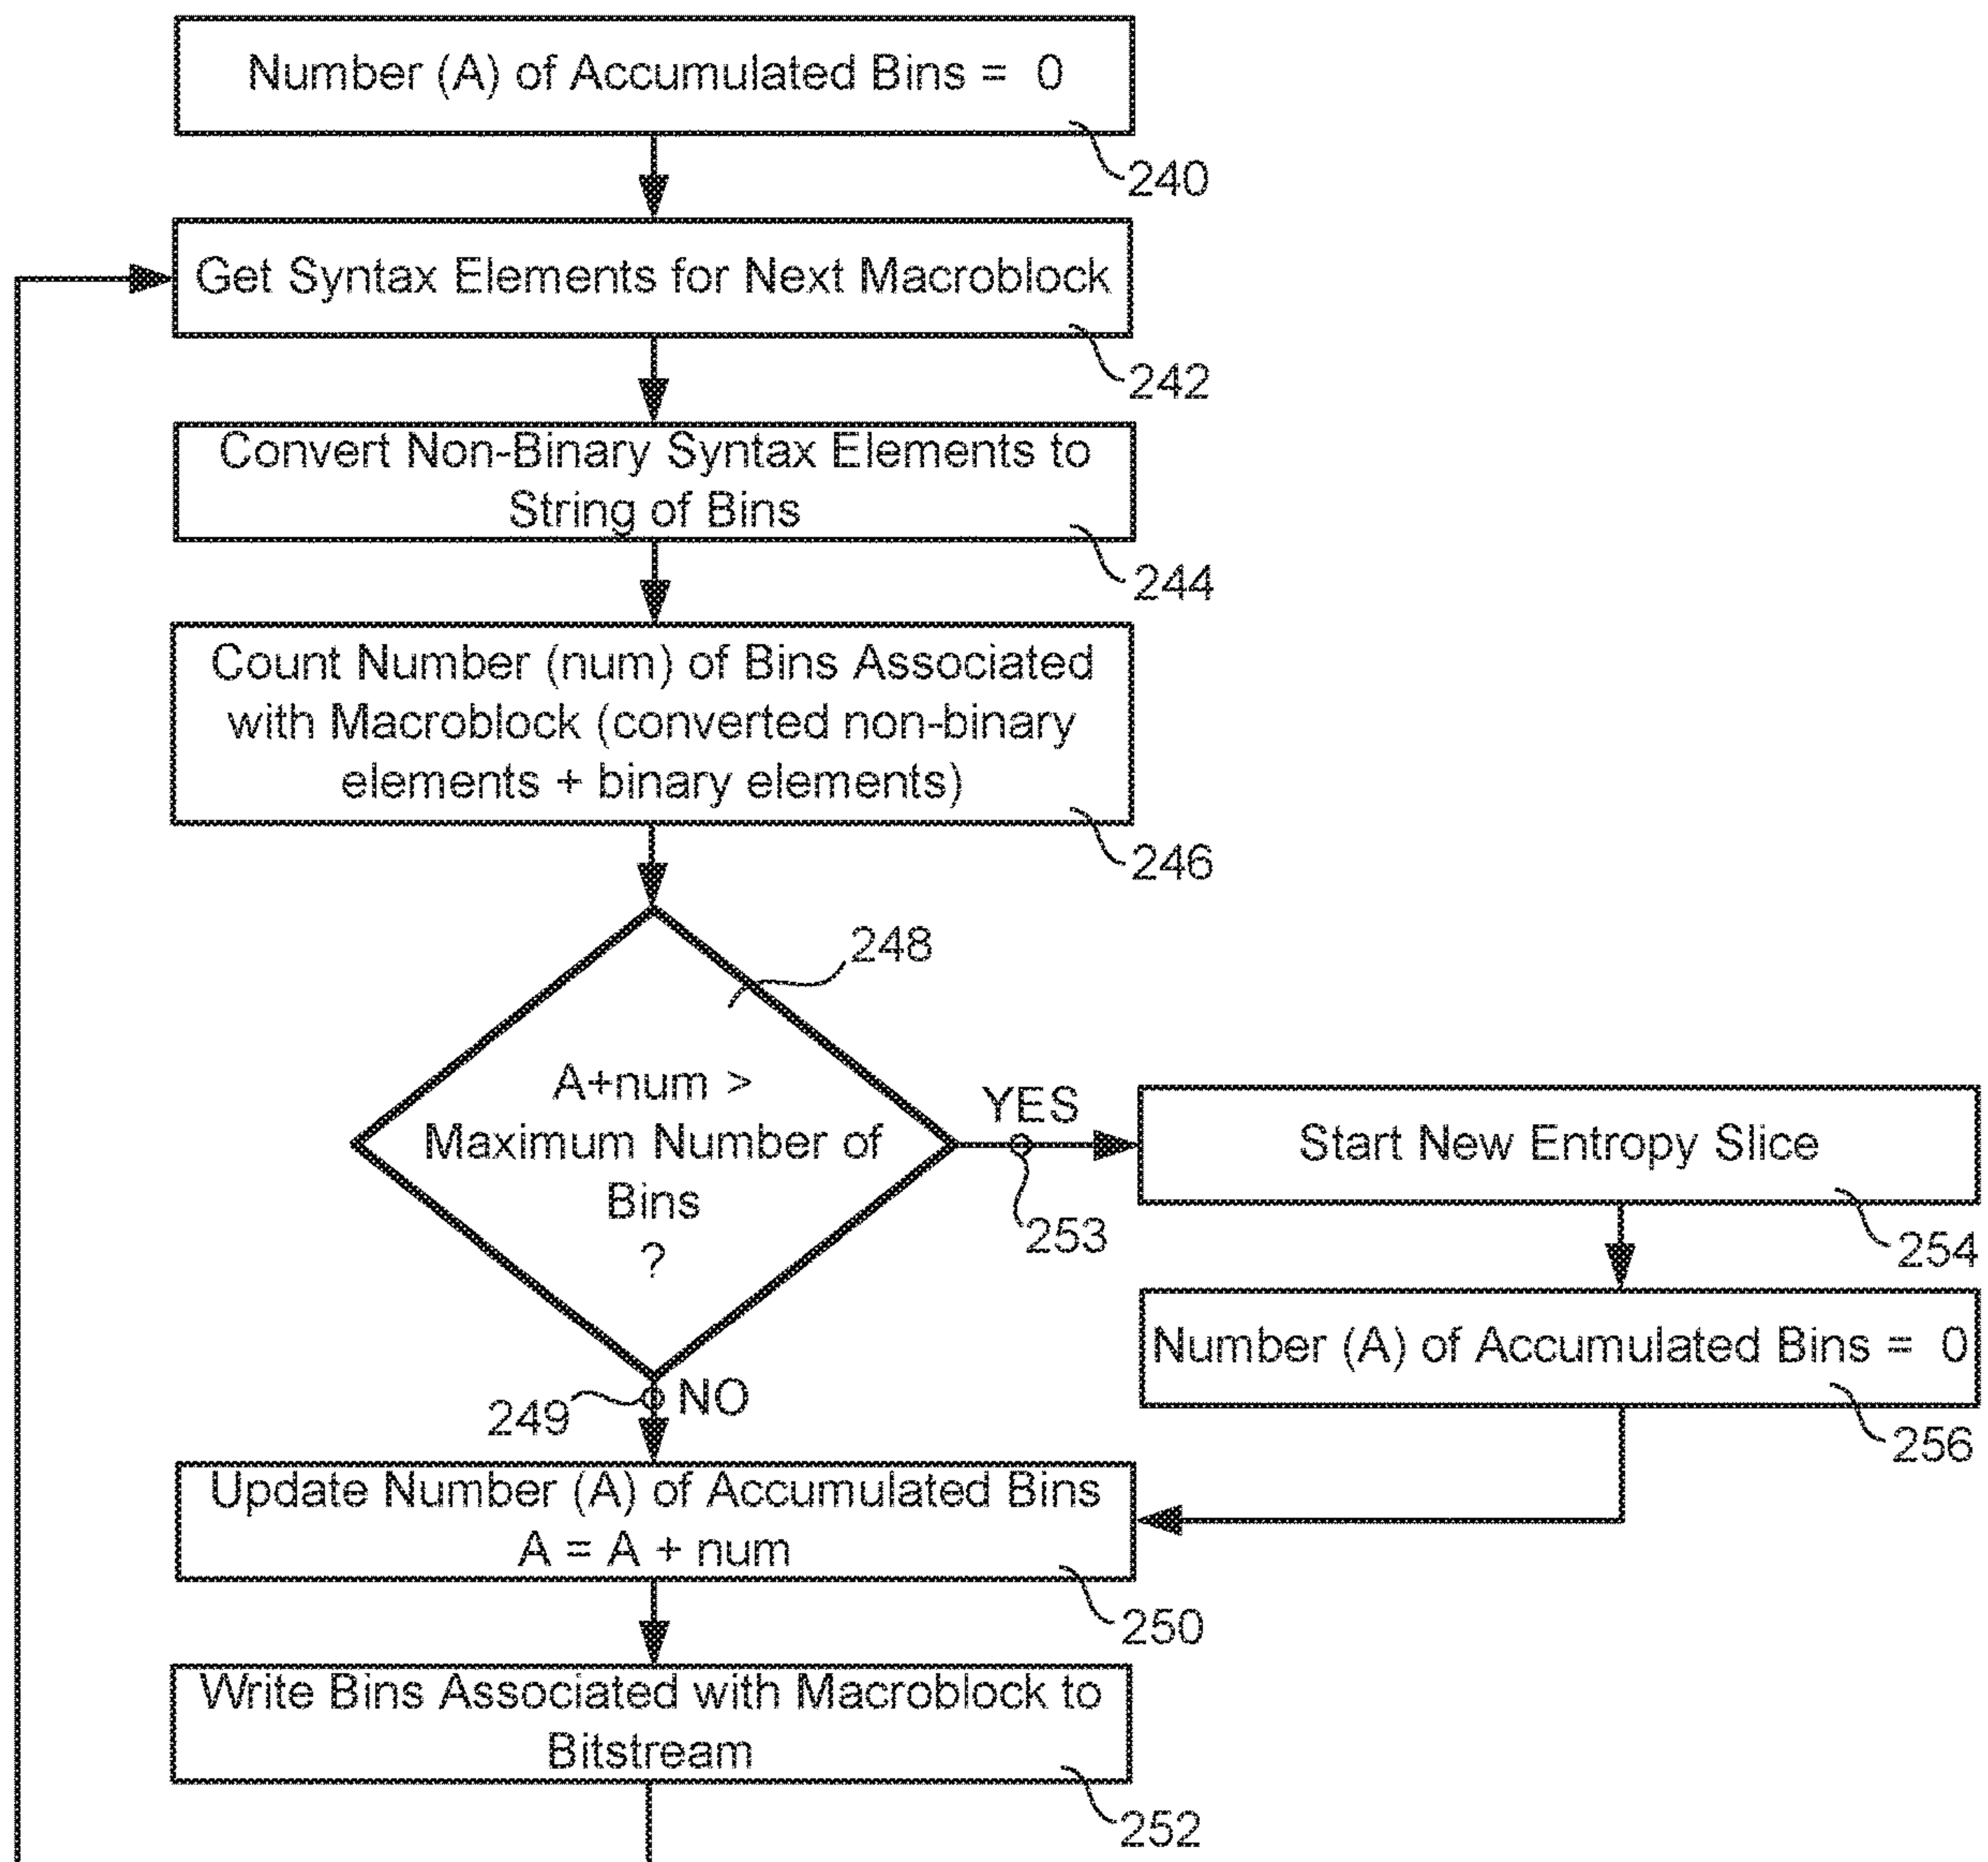 Number (A) of Accumulated Bins = 0
240
Get Syntax Elements for Next Macroblock
242
Convert Non-Binary Syntax Elements to
String of Bins
244
Count Number (num) of Bins Associated
with Macroblock (converted non-binary
elements + binary elements)
246
248
A+num >
Maximum Number of
Bins
?
YES
253
Start New Entropy Slice
254
Number (A) of Accumulated Bins = 0
256
249
NO
Update Number (A) of Accumulated Bins
A = A + num
250
Write Bins Associated with Macroblock to
Bitstream
252